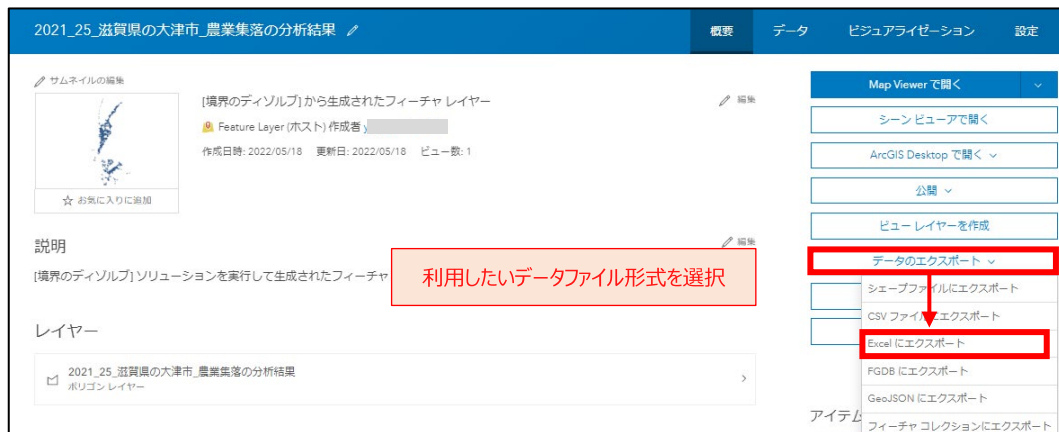 2021_25_滋賀県の大津市_農業集落の分析結果
概要
データ
ビジュアライゼーション
設定
サムネイルの編集
[境界のディゾルブ] から生成されたフィーチャ レイヤー
編集
Feature Layer (ホスト) 作成者
作成日時: 2022/05/18 更新日: 2022/05/18 ビュー数: 1
お気に入りに追加
説明
編集
[境界のディゾルブ] ソリューションを実行して生成されたフィーチャ
利用したいデータファイル形式を選択
レイヤー
2021_25_滋賀県の大津市_農業集落の分析結果
ポリゴン レイヤー
Map Viewer で開く
シーン ビューアで開く
ArcGIS Desktop で開く
公開
ビュー レイヤーを作成
データのエクスポート
シェープファイルにエクスポート
CSV ファイルにエクスポート
Excel にエクスポート
FGDB にエクスポート
GeoJSON にエクスポート
フィーチャ コレクションにエクスポート
アイテム